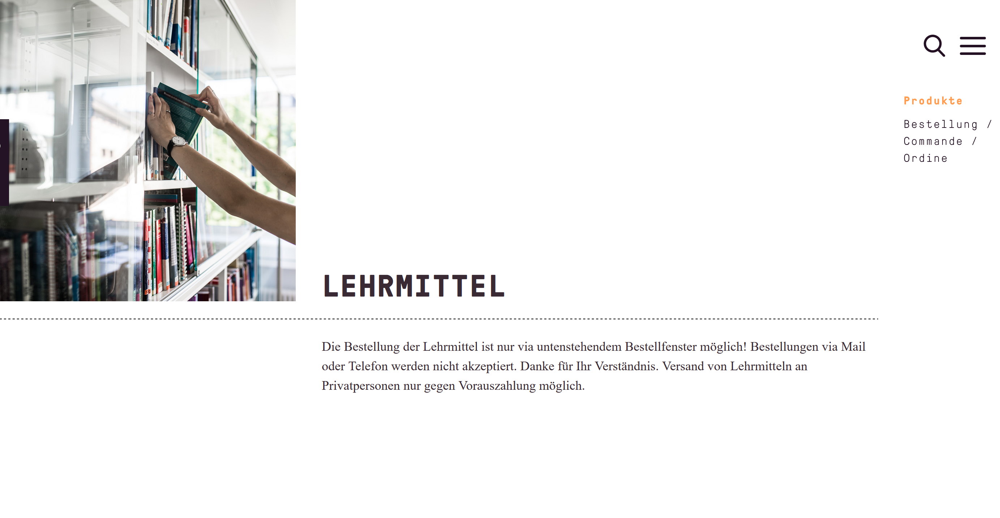 Produkte
Bestellung /
Commande /
Ordine
LEHRMITTEL
Die Bestellung der Lehrmittel ist nur via untenstehendem Bestellfenster möglich! Bestellungen via Mail
oder Telefon werden nicht akzeptiert. Danke für Ihr Verständnis. Versand von Lehrmitteln an
Privatpersonen nur gegen Vorauszahlung möglich.